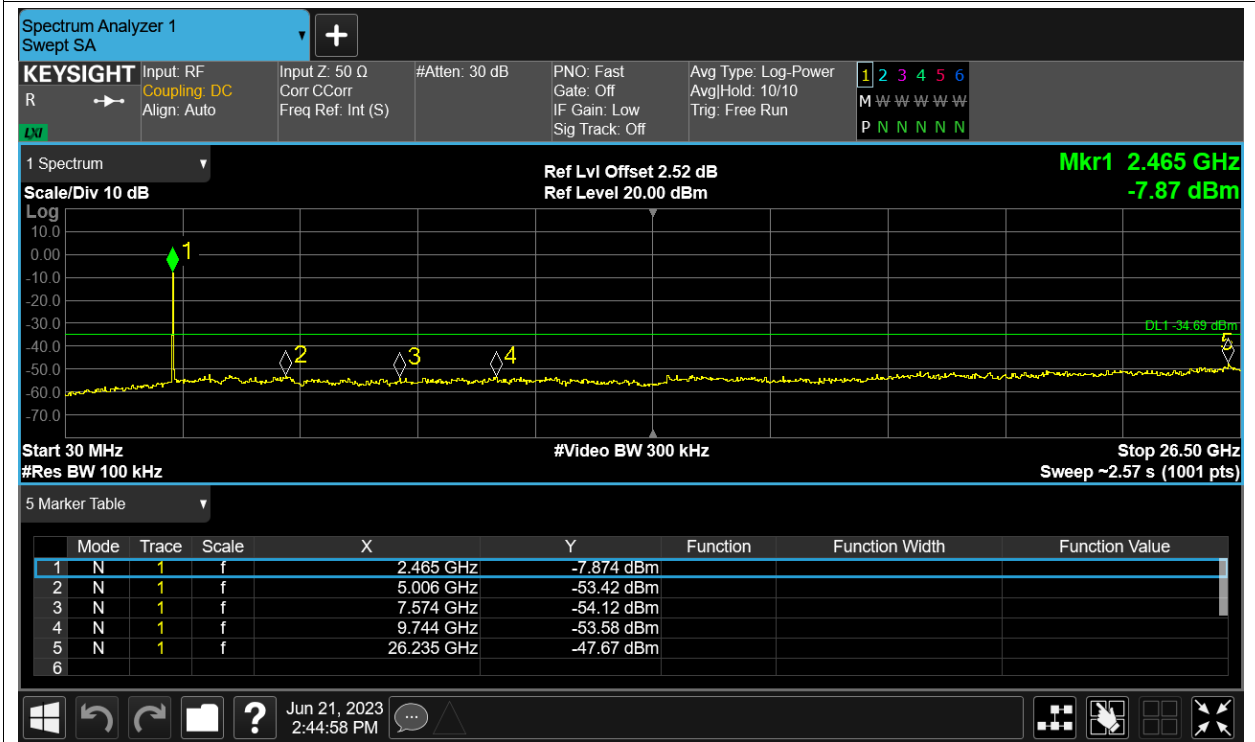 Spectrum Analyzer 1
Swept SA
KEYSIGHT
R
LXI
Input: RF
Coupling: DC
Align: Auto
Input Z: 50 Ω
Corr CCorr
Freq Ref: Int (S)
#Atten: 30 dB
PNO: Fast
Gate: Off
IF Gain: Low
Sig Track: Off
Avg Type: Log-Power
Avg|Hold: 10/10
Trig: Free Run
1 2 3 4 5 6
M W W W W W
P N N N N N
1 Spectrum
Scale/Div 10 dB
Ref Lvl Offset 2.52 dB
Ref Level 20.00 dBm
Mkr1 2.465 GHz
-7.87 dBm
Log
10.0
0.00
-10.0
-20.0
-30.0
-40.0
-50.0
-60.0
-70.0
1
2
3
4
5
DL1 -34.69 dBm
Start 30 MHz
#Res BW 100 kHz
#Video BW 300 kHz
Stop 26.50 GHz
Sweep ~2.57 s (1001 pts)
5 Marker Table
Mode Trace Scale X Y Function Function Width Function Value
1 N 1 f 2.465 GHz -7.874 dBm
2 N 1 f 5.006 GHz -53.42 dBm
3 N 1 f 7.574 GHz -54.12 dBm
4 N 1 f 9.744 GHz -53.58 dBm
5 N 1 f 26.235 GHz -47.67 dBm
6
?
Jun 21, 2023
2:44:58 PM